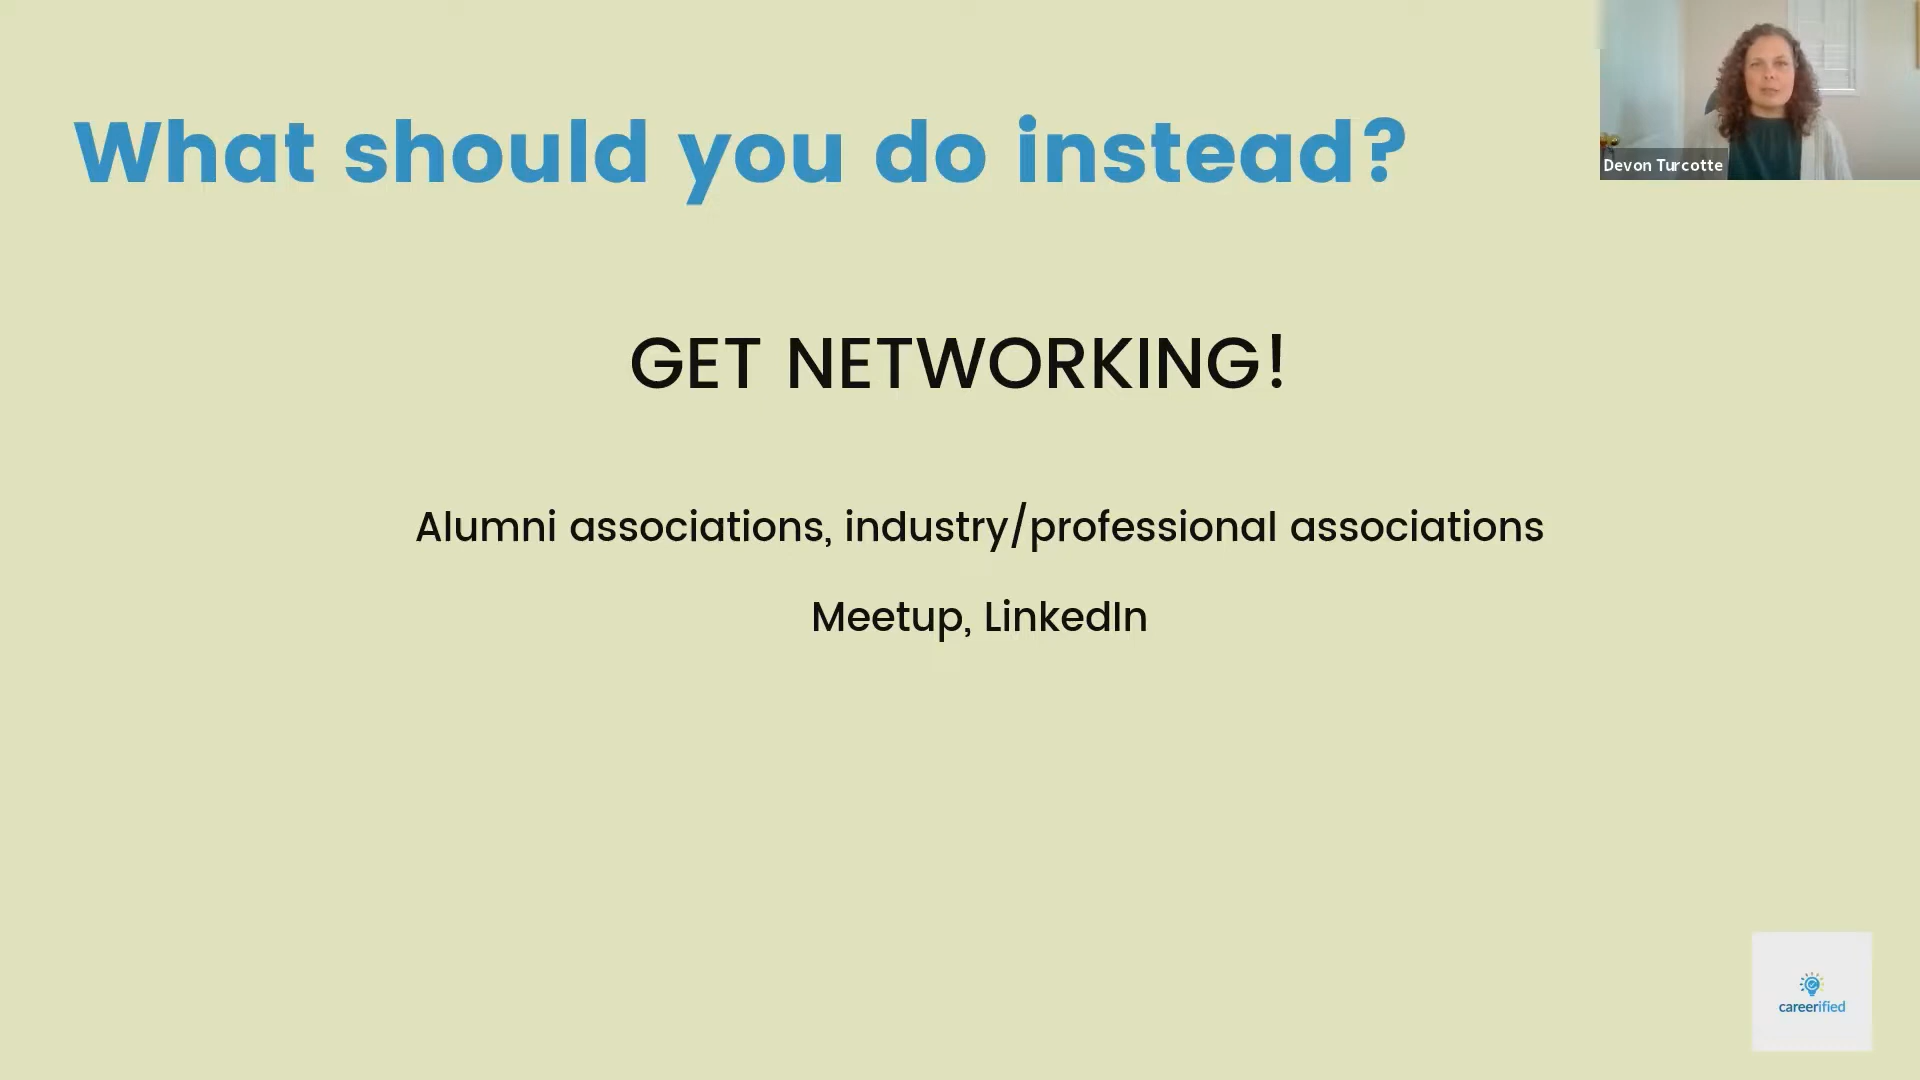 What should you do instead?
Devon Turcotte
GET NETWORKING!
Alumni associations, industry/professional associations
Meetup, LinkedIn
careerified